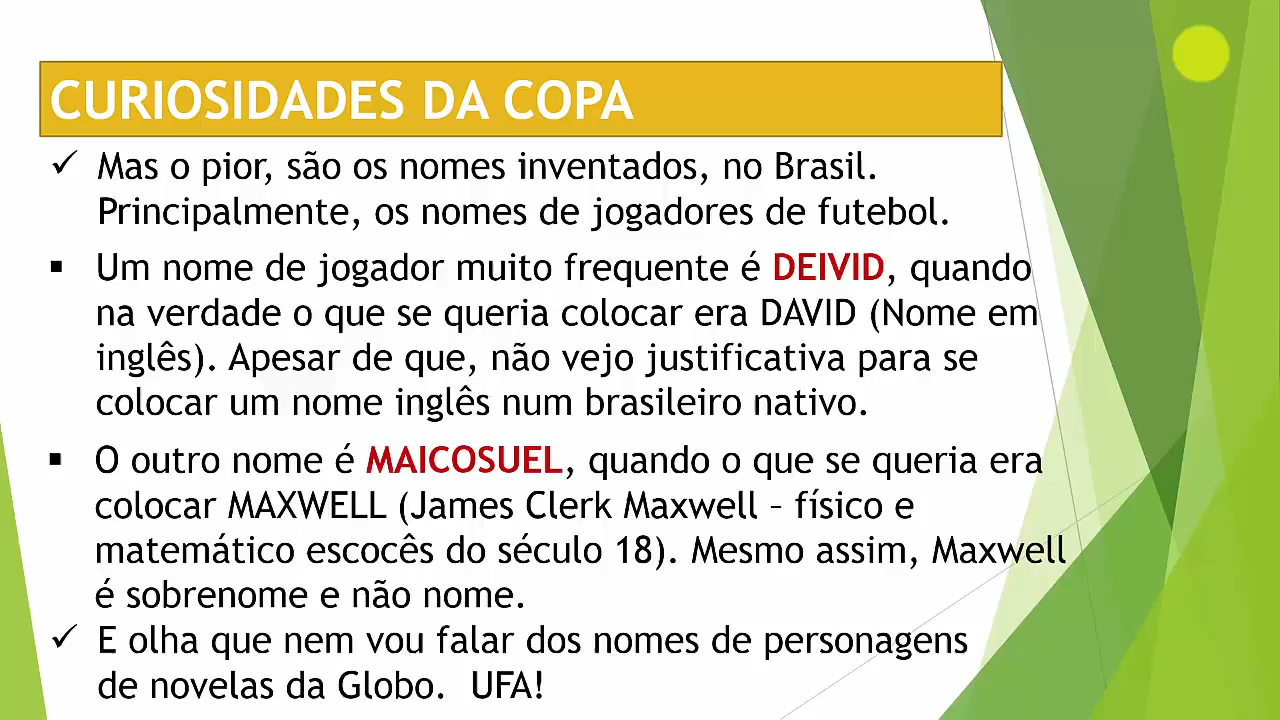 CURIOSIDADES DA COPA
✓ Mas o pior, são os nomes inventados, no Brasil.
Principalmente, os nomes de jogadores de futebol.
▪ Um nome de jogador muito frequente é DEIVID, quando
na verdade o que se queria colocar era DAVID (Nome em
inglês). Apesar de que, não vejo justificativa para se
colocar um nome inglês num brasileiro nativo.
▪ O outro nome é MAICOSUEL, quando o que se queria era
colocar MAXWELL (James Clerk Maxwell – físico e
matemático escocês do século 18). Mesmo assim, Maxwell
é sobrenome e não nome.
✓ E olha que nem vou falar dos nomes de personagens
de novelas da Globo. UFA!